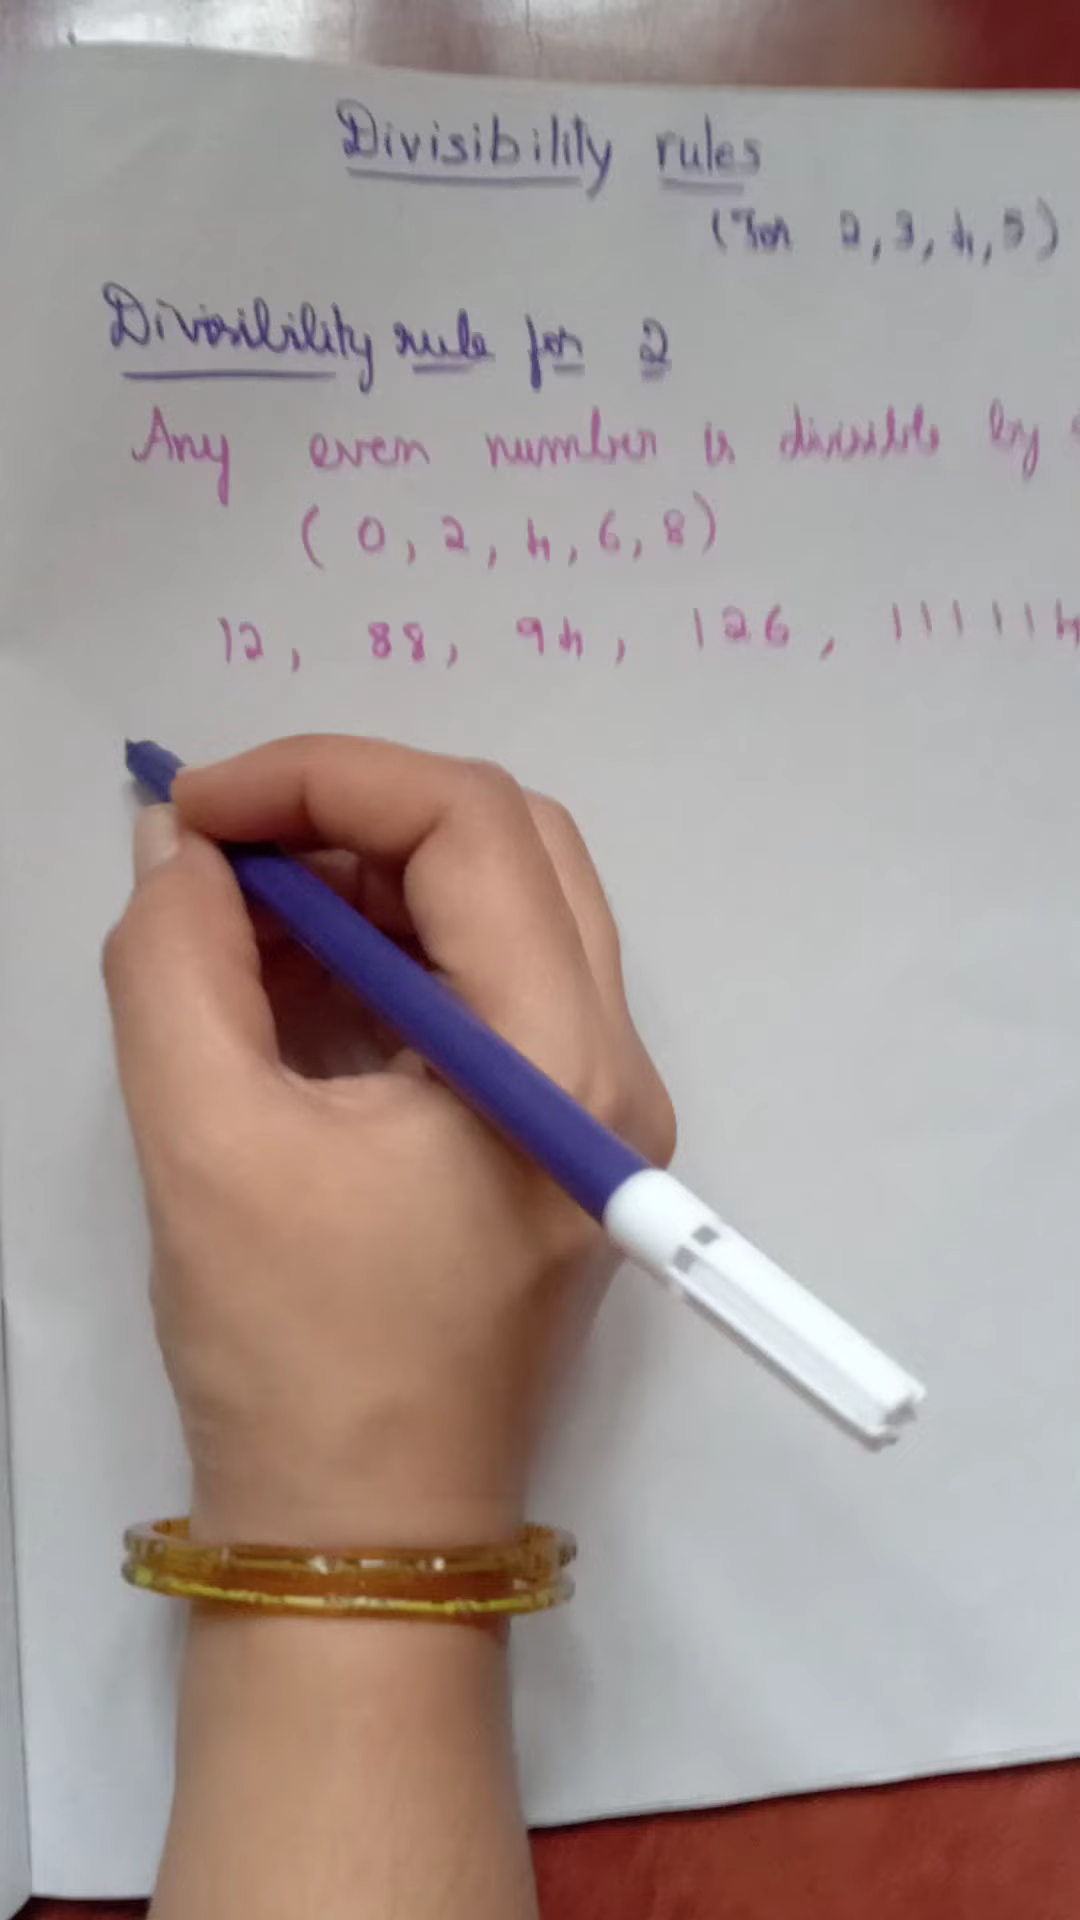 Divisibility rules
(For 2, 3, 4, 5)
Divisibility rule for 2
Any even number is divisible by
( 0, 2, 4, 6, 8)
12, 88, 94, 126, 111114